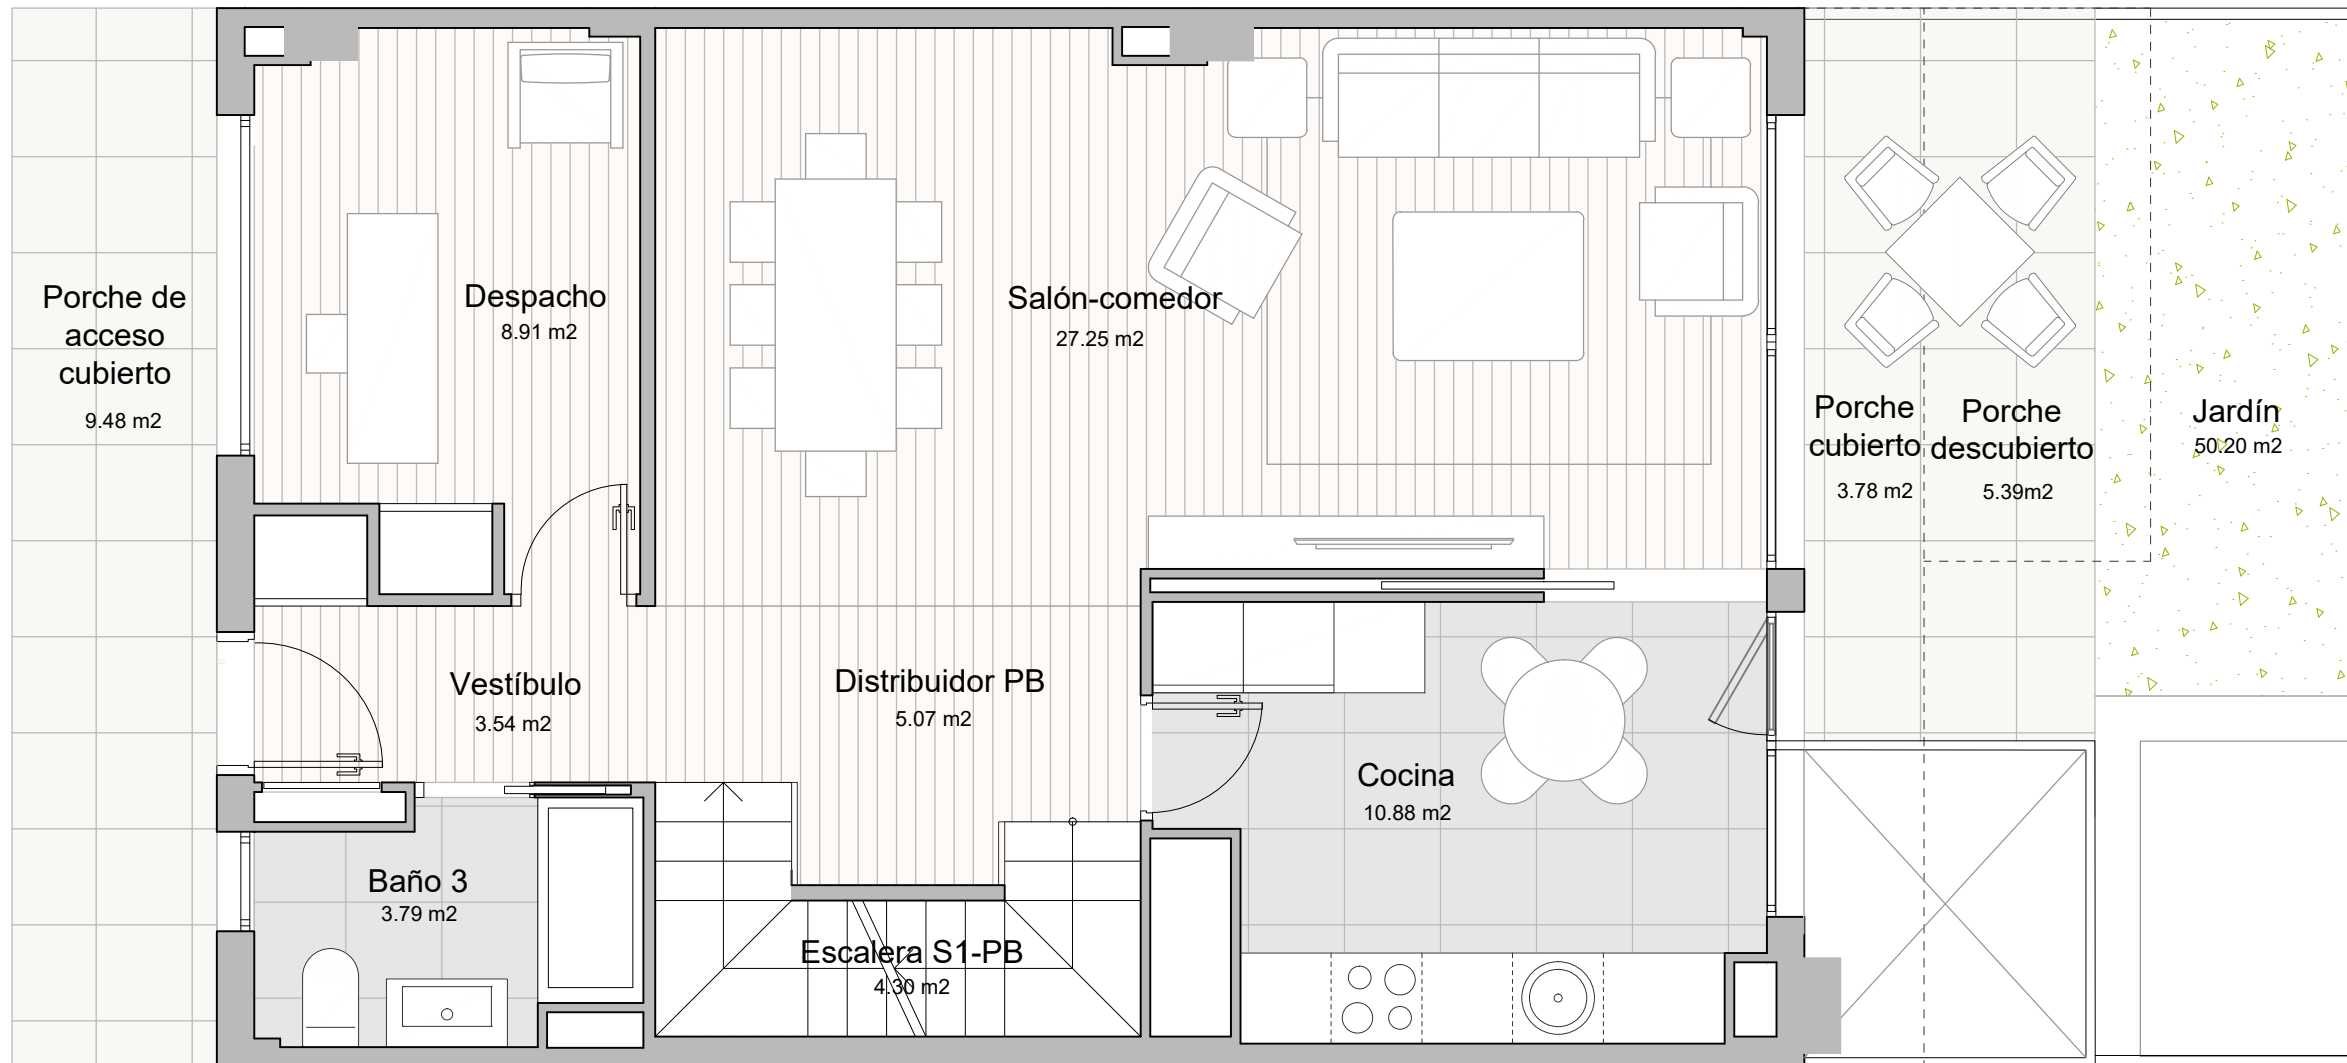 Porche de
acceso
cubierto
9.48 m2
Despacho
8.91 m2
Salón-comedor
27.25 m2
Porche
cubierto
3.78 m2
Porche
descubierto
5.39m2
Jardín
50.20 m2
Vestíbulo
3.54 m2
Distribuidor PB
5.07 m2
Cocina
10.88 m2
Baño 3
3.79 m2
Escalera S1-PB
4.30 m2